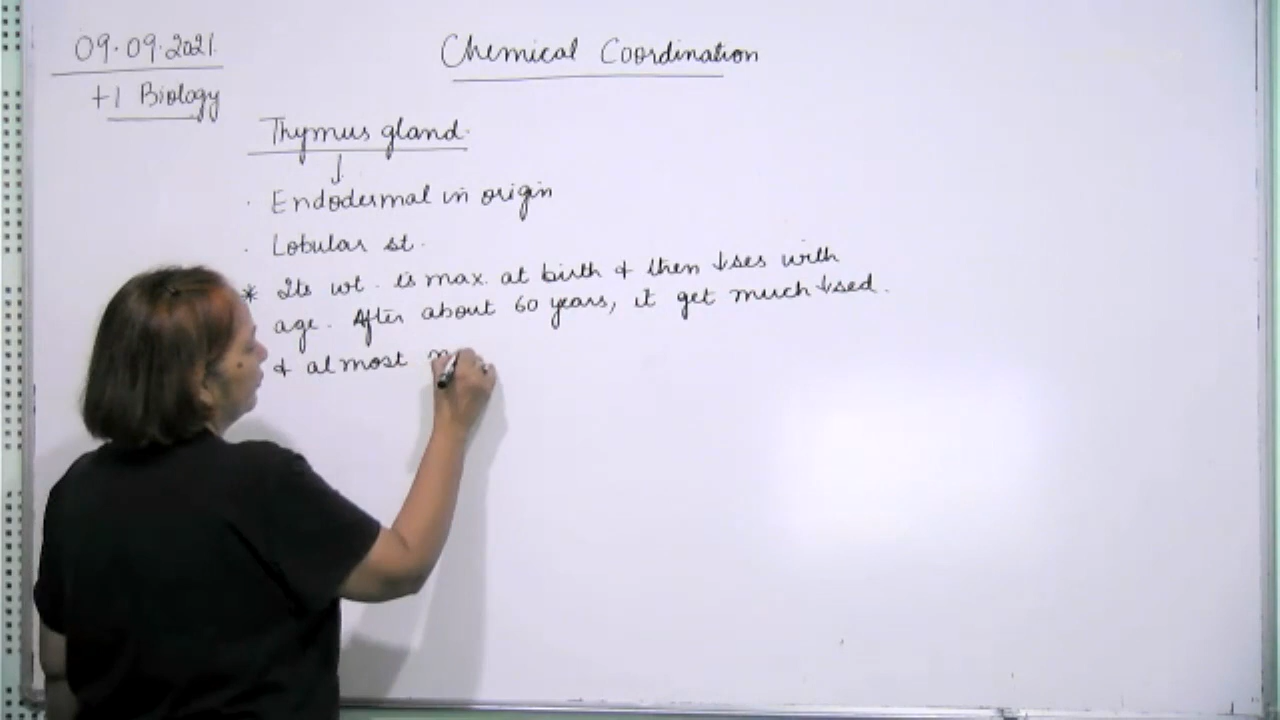 09.09.2021
Chemical Coordination
+1 Biology
Thymus gland.
↓
· Endodermal in origin
· Lobular st.
* Its wt. is max. at birth & then ↓ses with
age. After about 60 years, it get much ↓sed.
& almost